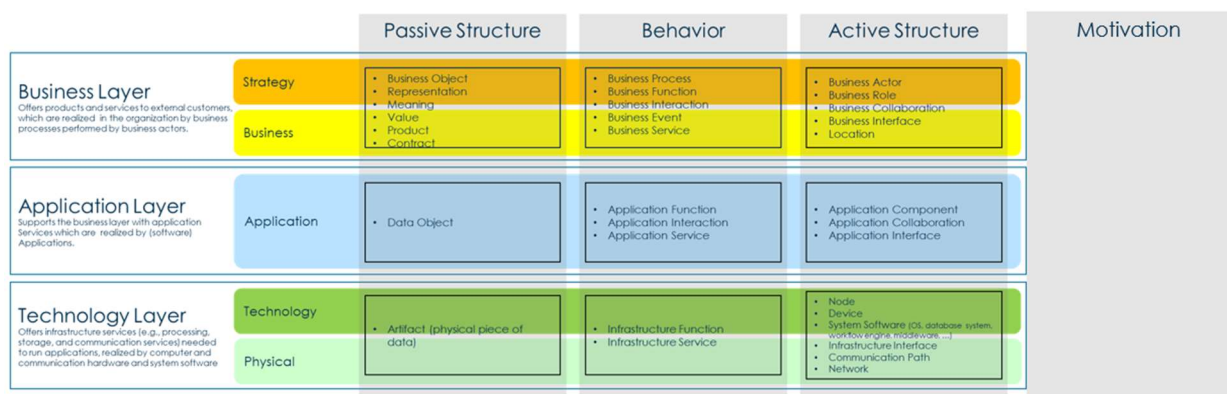 Passive Structure
Behavior
Active Structure
Motivation
Business Layer
Offers products and services to external customers,
which are realized in the organization by business
processes performed by business actors.
Strategy
Business
• Business Object
• Representation
• Meaning
• Value
• Product
• Contract
• Business Process
• Business Function
• Business Interaction
• Business Event
• Business Service
• Business Actor
• Business Role
• Business Collaboration
• Business Interface
• Location
Application Layer
Supports the business layer with application
Services which are realized by (software)
Applications.
Application
• Data Object
• Application Function
• Application Interaction
• Application Service
• Application Component
• Application Collaboration
• Application Interface
Technology Layer
Offers infrastructure services (e.g., processing,
storage, and communication services) needed
to run applications, realized by computer and
communication hardware and system software
Technology
Physical
• Artifact (physical piece of
data)
• Infrastructure Function
• Infrastructure Service
• Node
• Device
• System Software (OS, database system,
workflow engine, middleware, ...)
• Infrastructure Interface
• Communication Path
• Network